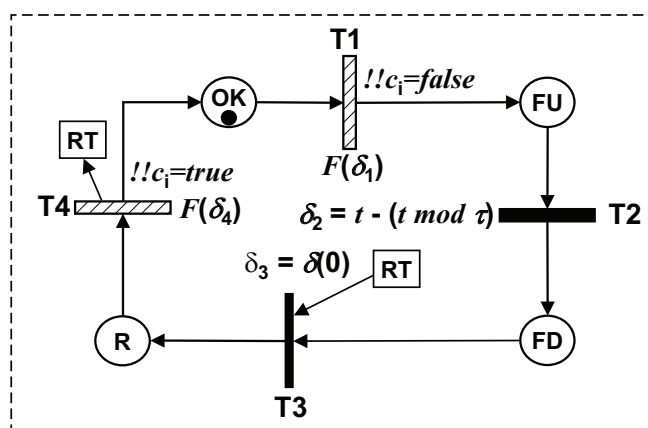 T1
OK
!!cᵢ=false
FU
RT
F(δ₁)
!!cᵢ=true
T4
F(δ₄)
δ₂ = t - (t mod τ)
T2
δ₃ = δ(0)
RT
R
FD
T3